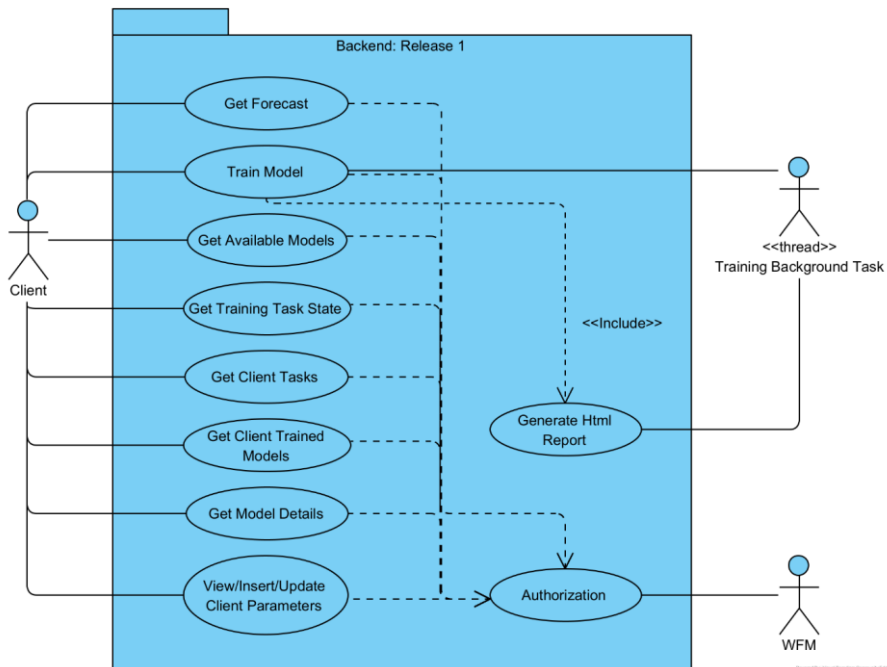 Backend: Release 1
Get Forecast
Train Model
Get Available Models
<<thread>>
Training Background Task
Client
Get Training Task State
<<Include>>
Get Client Tasks
Generate Html
Report
Get Client Trained
Models
Get Model Details
View/Insert/Update
Client Parameters
Authorization
WFM